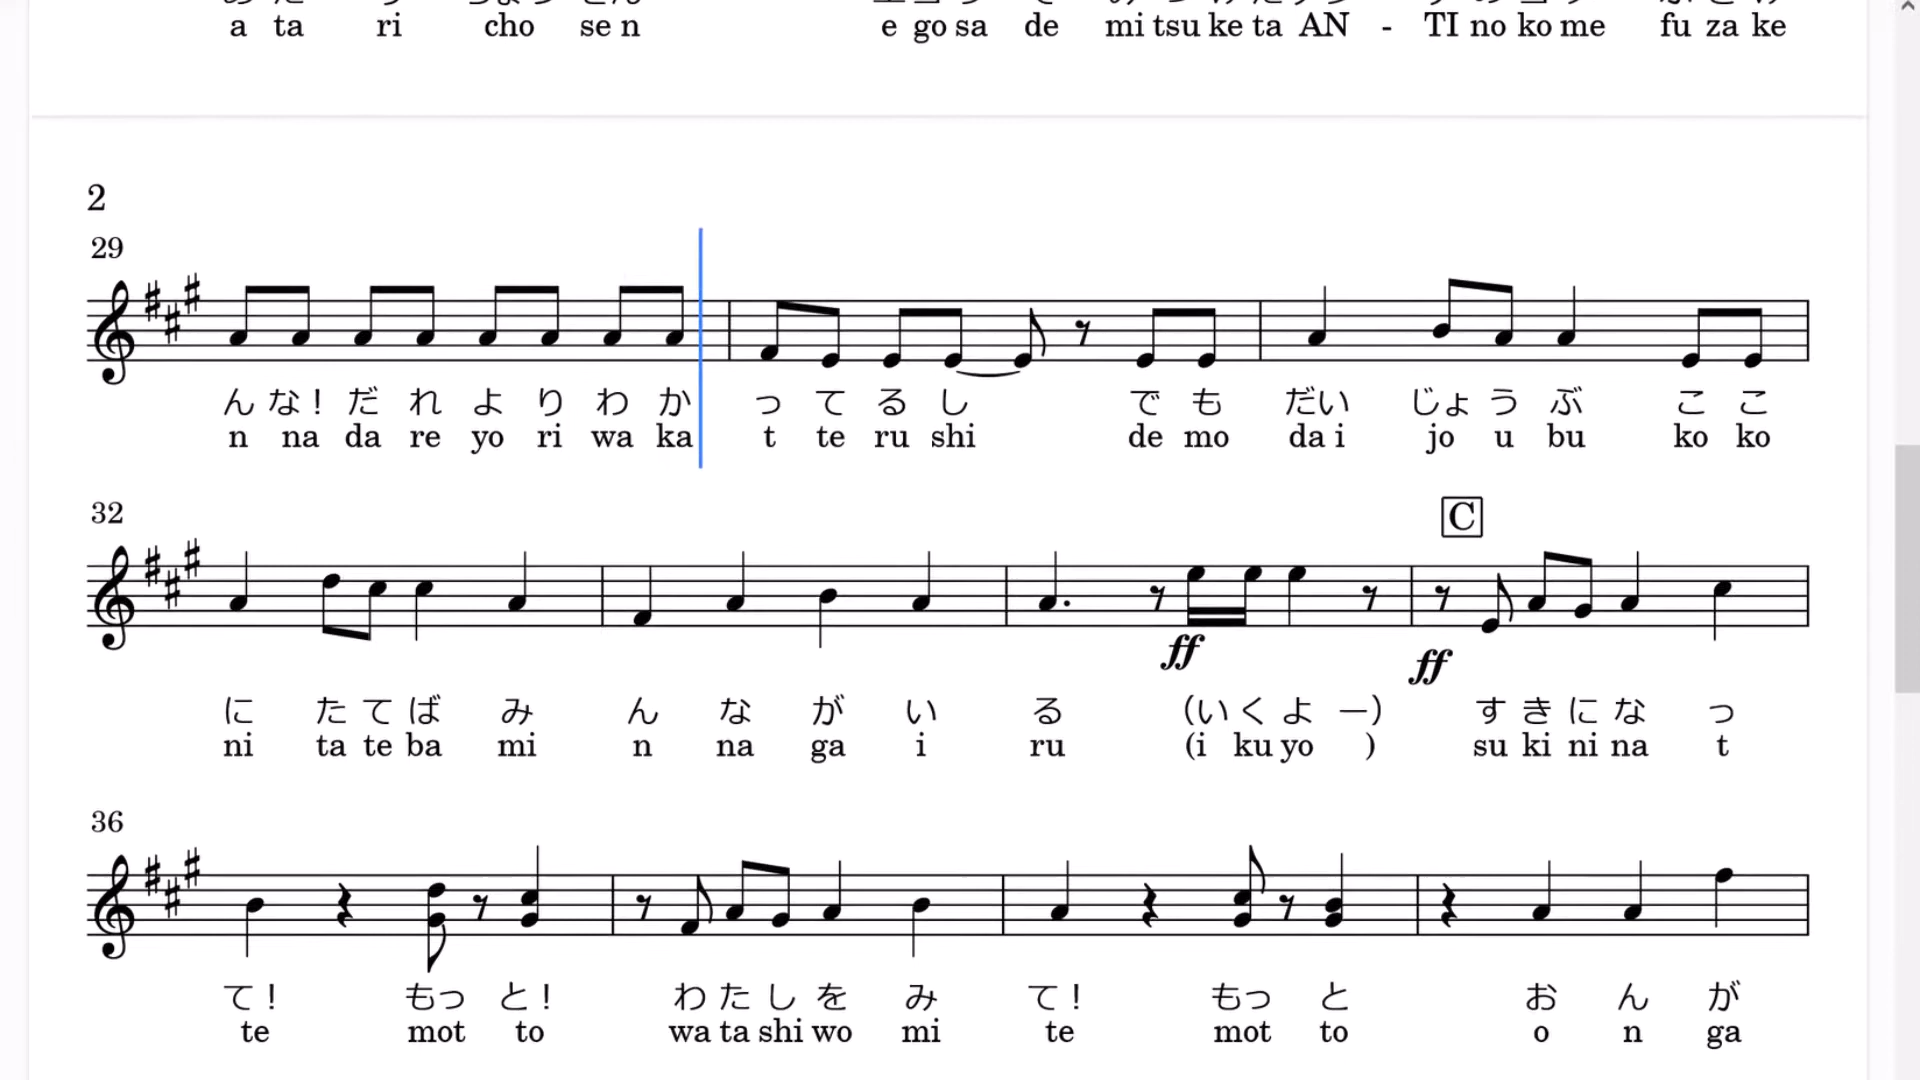 a ta ri cho se n e go sa de mi tsu ke ta AN - TI no ko me fu za ke
2
29
ん な！ だ れ よ り わ か っ て る し で も だい じょ う ぶ こ こ
n na da re yo ri wa ka t te ru shi de mo da i jo u bu ko ko
32
C
ff ff
に た て ば み ん な が い る （い く よ ー） す き に な っ
ni ta te ba mi n na ga i ru (i ku yo ) su ki ni na t
36
て！ もっ と！ わ た し を み て！ もっ と お ん が
te mot to wa ta shi wo mi te mot to o n ga